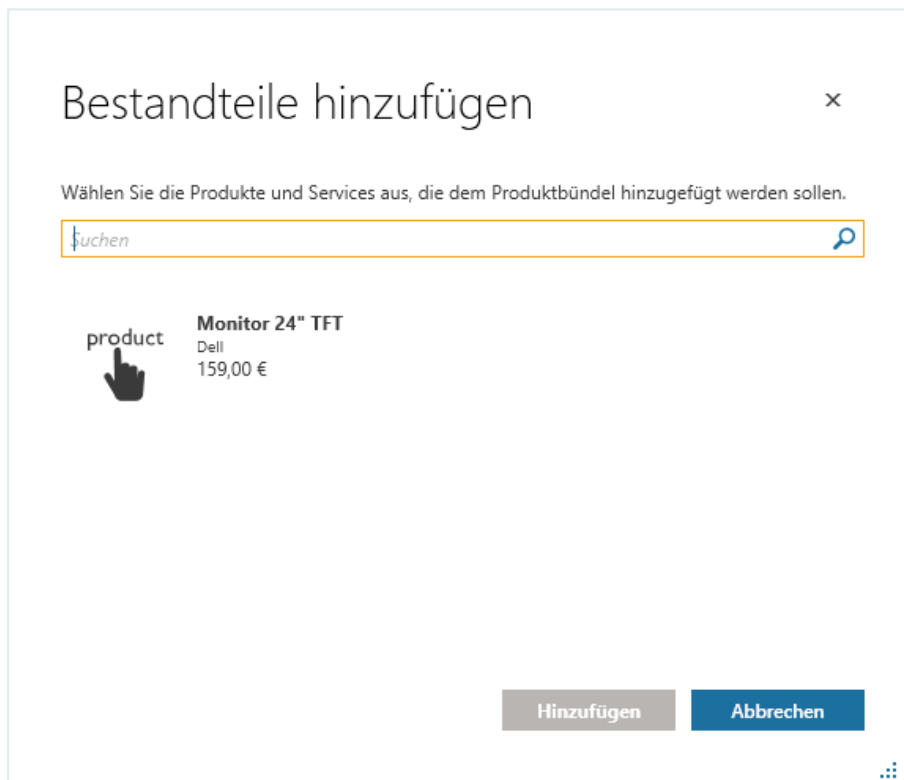 Bestandteile hinzufügen
Wählen Sie die Produkte und Services aus, die dem Produktbündel hinzugefügt werden sollen.
Suchen
product
Monitor 24" TFT
Dell
159,00 €
Hinzufügen
Abbrechen